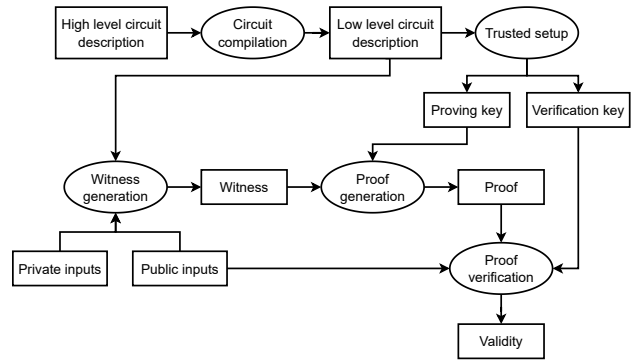 High level circuit
description
Circuit
compilation
Low level circuit
description
Trusted setup
Proving key
Verification key
Witness
generation
Witness
Proof
generation
Proof
Private inputs
Public inputs
Proof
verification
Validity